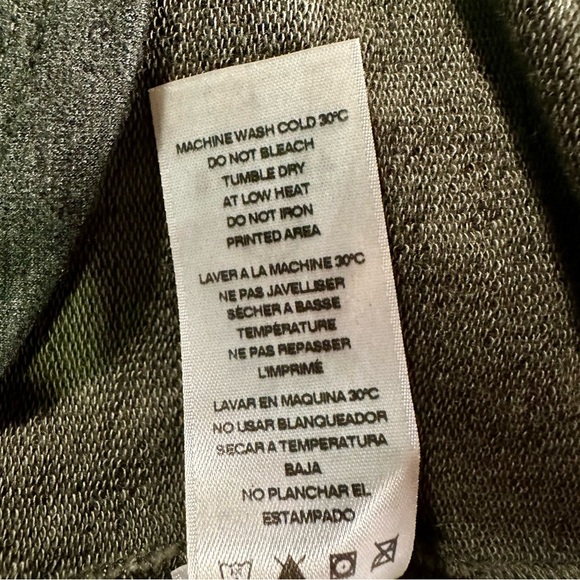 MACHINE WASH COLD 30°C
DO NOT BLEACH
TUMBLE DRY
AT LOW HEAT
DO NOT IRON
PRINTED AREA
LAVER A LA MACHINE 30°C
NE PAS JAVELLISER
SÉCHER A BASSE
TEMPÉRATURE
NE PAS REPASSER
L'IMPRIMÉ
LAVAR EN MAQUINA 30°C
NO USAR BLANQUEADOR
SECAR A TEMPERATURA
BAJA
NO PLANCHAR EL
ESTAMPADO